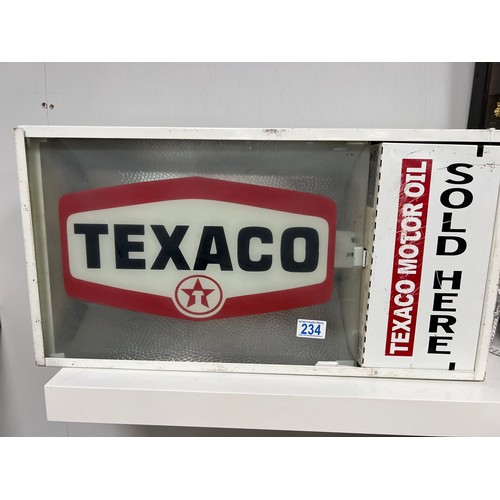 TEXACO
T
234
TEXACO MOTOR OIL
SOLD HERE